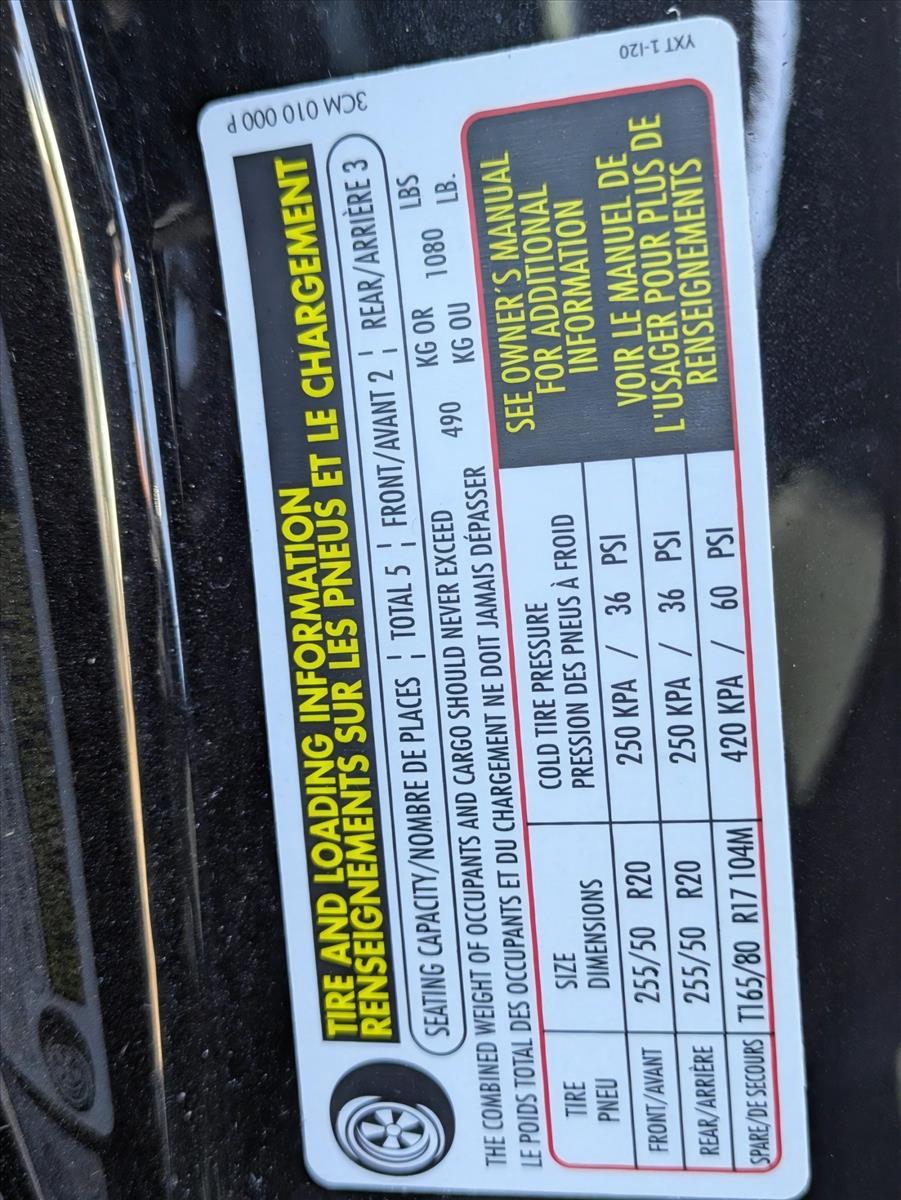 3CM 010 000 P
YXT 1-I20
TIRE AND LOADING INFORMATION
RENSEIGNEMENTS SUR LES PNEUS ET LE CHARGEMENT
SEATING CAPACITY/NOMBRE DE PLACES ¦ TOTAL 5 ¦ FRONT/AVANT 2 ¦ REAR/ARRIÈRE 3
THE COMBINED WEIGHT OF OCCUPANTS AND CARGO SHOULD NEVER EXCEED 490 KG OR 1080 LBS
LE POIDS TOTAL DES OCCUPANTS ET DU CHARGEMENT NE DOIT JAMAIS DÉPASSER KG OU LB.
TIRE SIZE COLD TIRE PRESSURE
PNEU DIMENSIONS PRESSION DES PNEUS À FROID
FRONT/AVANT 255/50 R20 250 KPA / 36 PSI
REAR/ARRIÈRE 255/50 R20 250 KPA / 36 PSI
SPARE/DE SECOURS T165/80 R17 104M 420 KPA / 60 PSI
SEE OWNER'S MANUAL
FOR ADDITIONAL
INFORMATION
VOIR LE MANUEL DE
L'USAGER POUR PLUS DE
RENSEIGNEMENTS